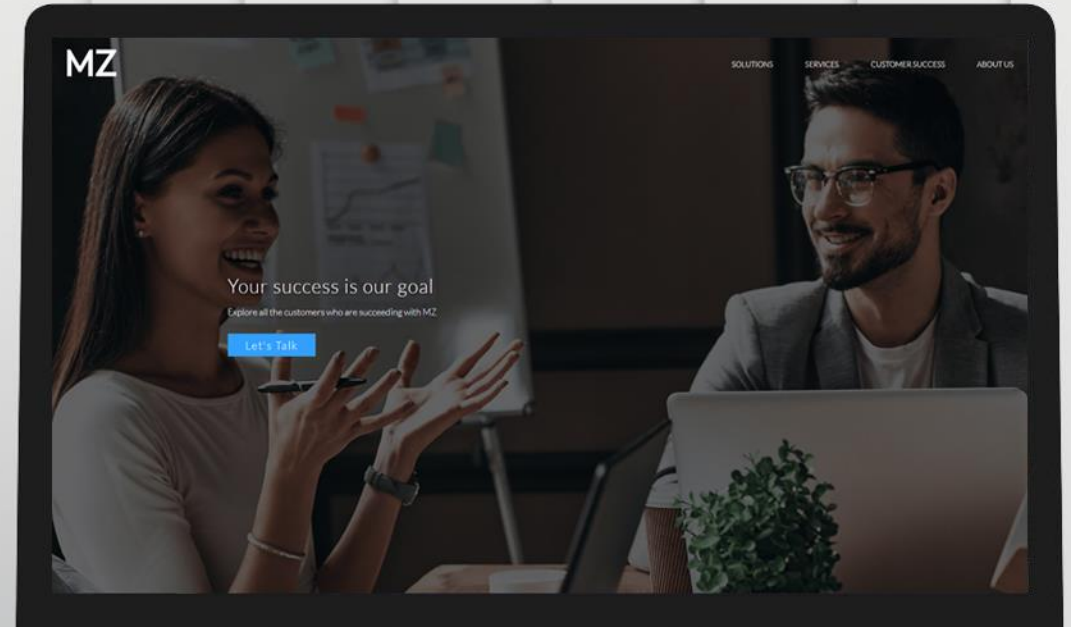 MZ
SOLUTIONS SERVICES CUSTOMER SUCCESS ABOUT US
Your success is our goal
Explore all the customers who are succeeding with MZ
Let's Talk